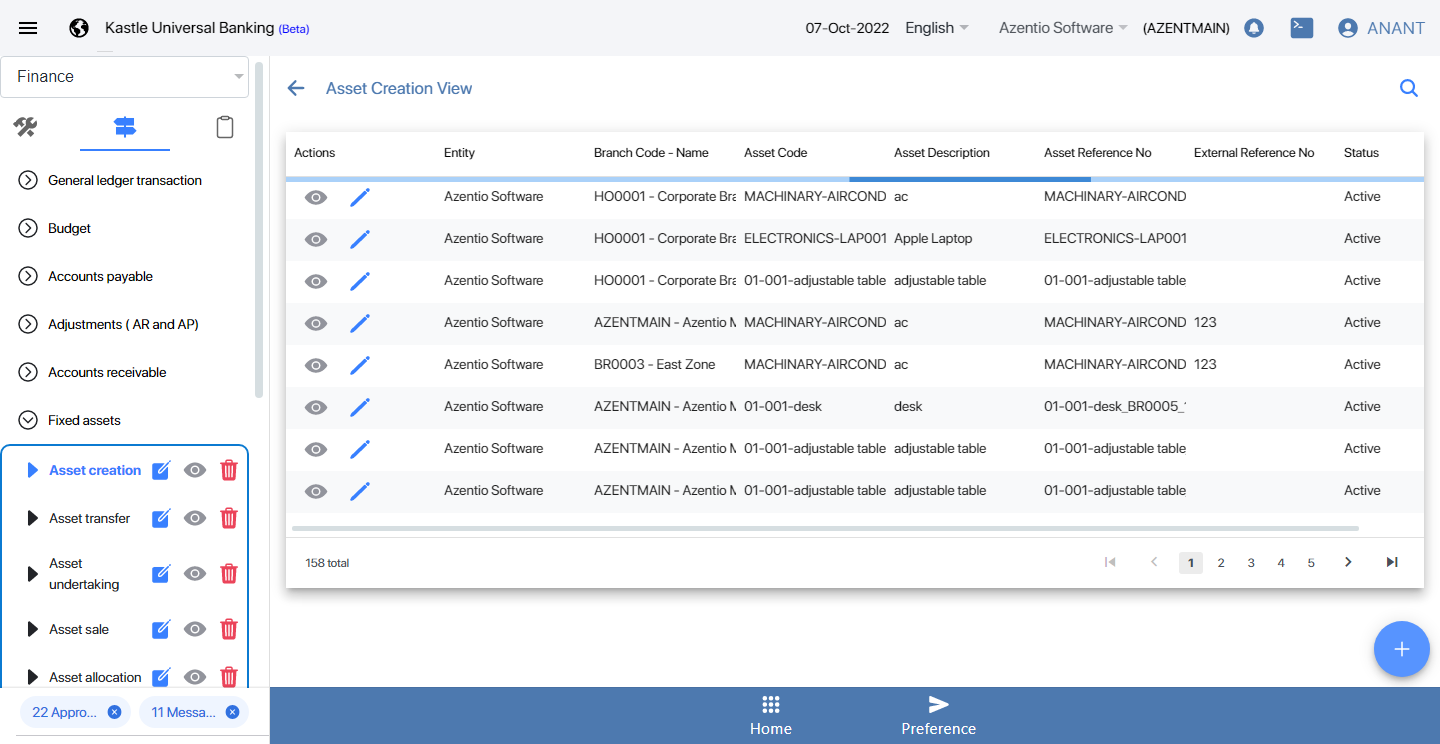 Kastle Universal Banking (Beta)
07-Oct-2022 English Azentio Software (AZENTMAIN) ANANT
Finance
General ledger transaction
Budget
Accounts payable
Adjustments ( AR and AP)
Accounts receivable
Fixed assets
Asset creation
Asset transfer
Asset
undertaking
Asset sale
Asset allocation
22 Appro... 11 Messa...
Asset Creation View
Actions Entity Branch Code - Name Asset Code Asset Description Asset Reference No External Reference No Status
Azentio Software HO0001 - Corporate Bra MACHINARY-AIRCOND ac MACHINARY-AIRCOND Active
Azentio Software HO0001 - Corporate Bra ELECTRONICS-LAP001 Apple Laptop ELECTRONICS-LAP001 Active
Azentio Software HO0001 - Corporate Bra 01-001-adjustable table adjustable table 01-001-adjustable table Active
Azentio Software AZENTMAIN - Azentio M MACHINARY-AIRCOND ac MACHINARY-AIRCOND 123 Active
Azentio Software BR0003 - East Zone MACHINARY-AIRCOND ac MACHINARY-AIRCOND 123 Active
Azentio Software AZENTMAIN - Azentio M 01-001-desk desk 01-001-desk_BR0005_ Active
Azentio Software AZENTMAIN - Azentio M 01-001-adjustable table adjustable table 01-001-adjustable table Active
Azentio Software AZENTMAIN - Azentio M 01-001-adjustable table adjustable table 01-001-adjustable table Active
158 total 1 2 3 4 5
Home Preference